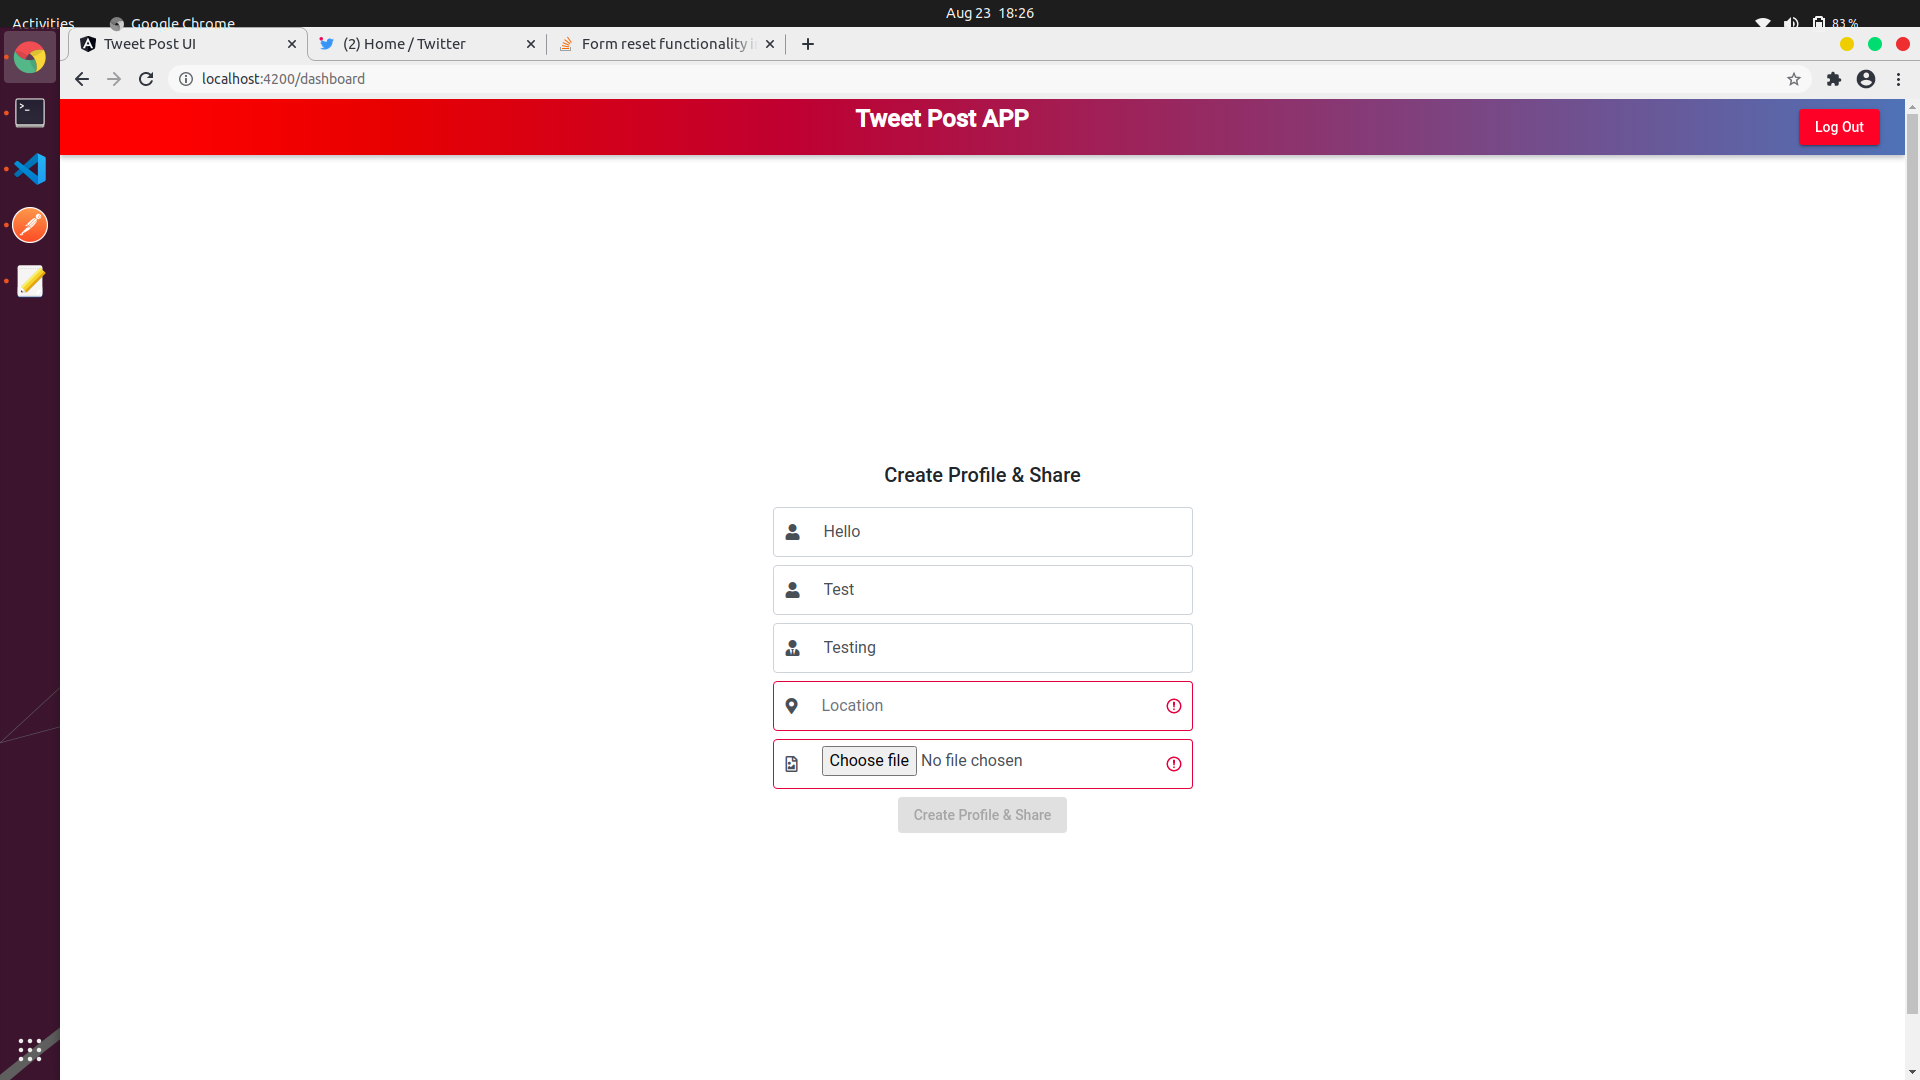 Activities
Google Chrome
Aug 23 18:26
83 %
Tweet Post UI
(2) Home / Twitter
Form reset functionality
localhost:4200/dashboard
Tweet Post APP
Log Out
Create Profile & Share
Hello
Test
Testing
Location
Choose file No file chosen
Create Profile & Share